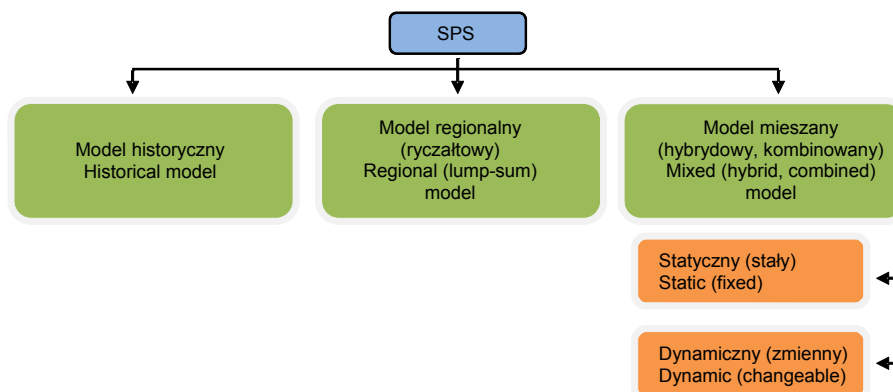 SPS
Model historyczny
Historical model
Model regionalny
(ryczałtowy)
Regional (lump-sum)
model
Model mieszany
(hybrydowy, kombinowany)
Mixed (hybrid, combined)
model
Statyczny (stały)
Static (fixed)
Dynamiczny (zmienny)
Dynamic (changeable)